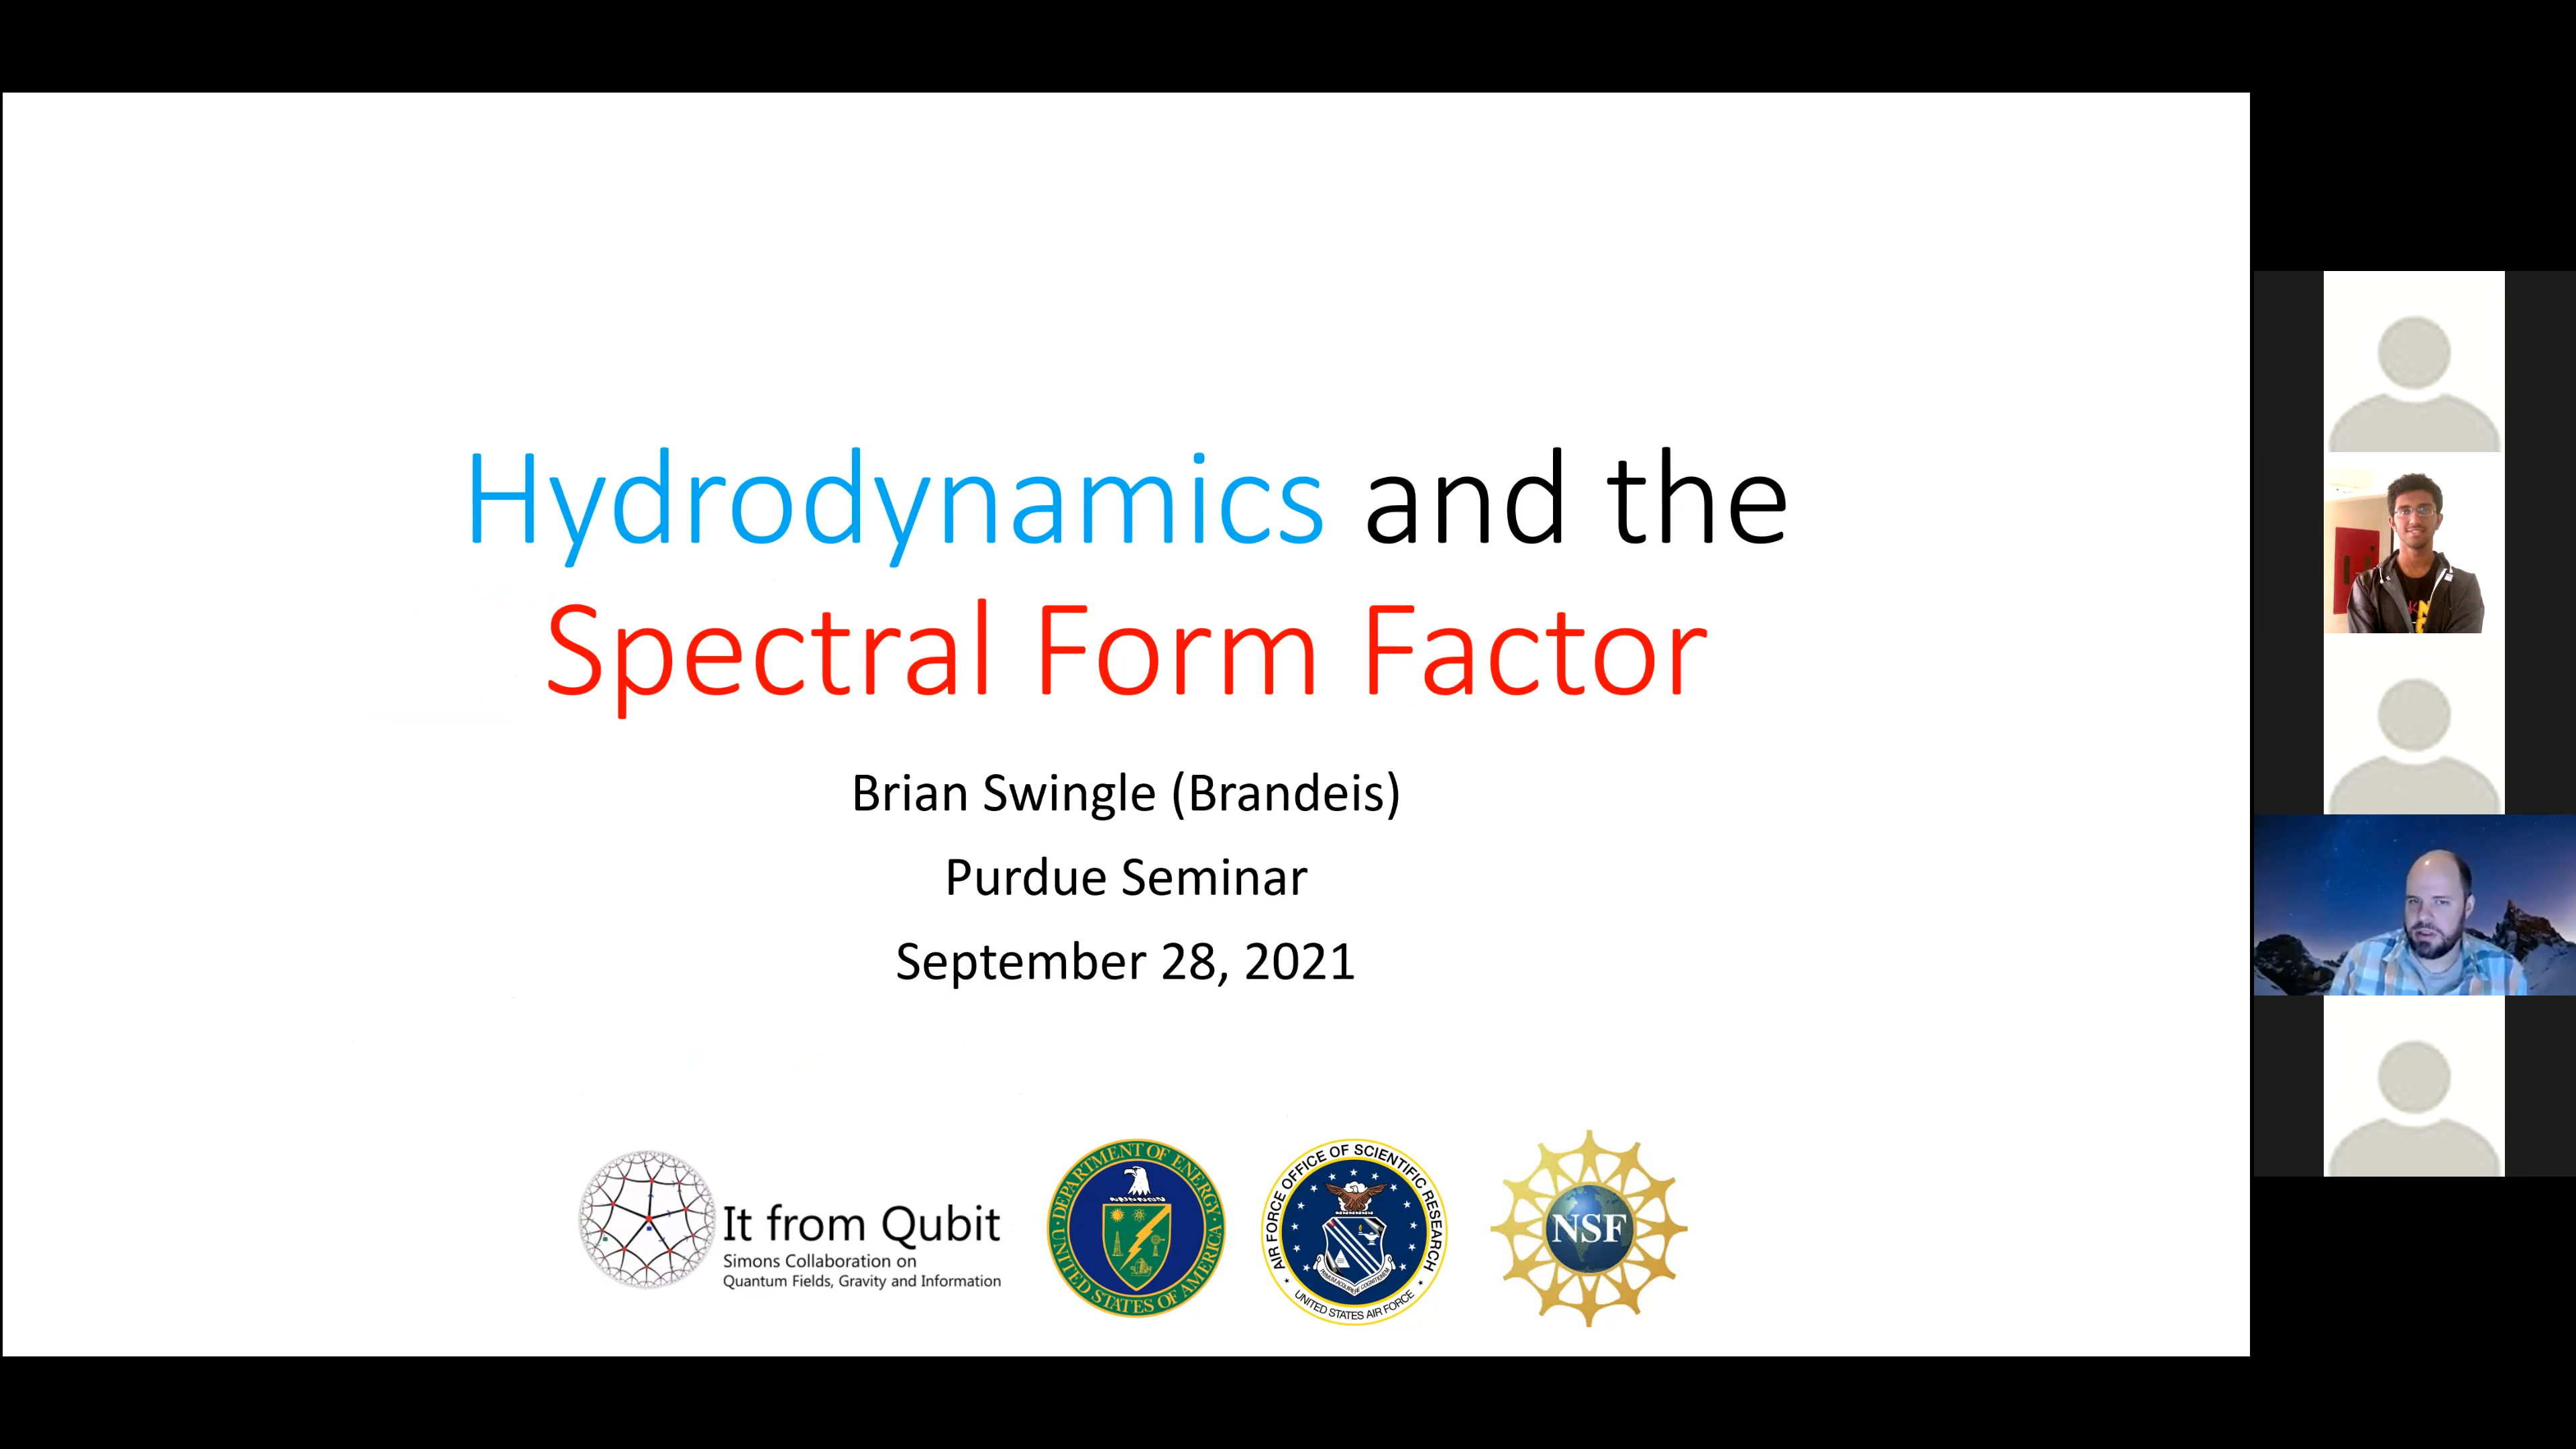 Hydrodynamics and the
Spectral Form Factor
Brian Swingle (Brandeis)
Purdue Seminar
September 28, 2021
It from Qubit
Simons Collaboration on
Quantum Fields, Gravity and Information
DEPARTMENT OF ENERGY
UNITED STATES OF AMERICA
AIR FORCE OFFICE OF SCIENTIFIC RESEARCH
UNITED STATES AIR FORCE
NSF